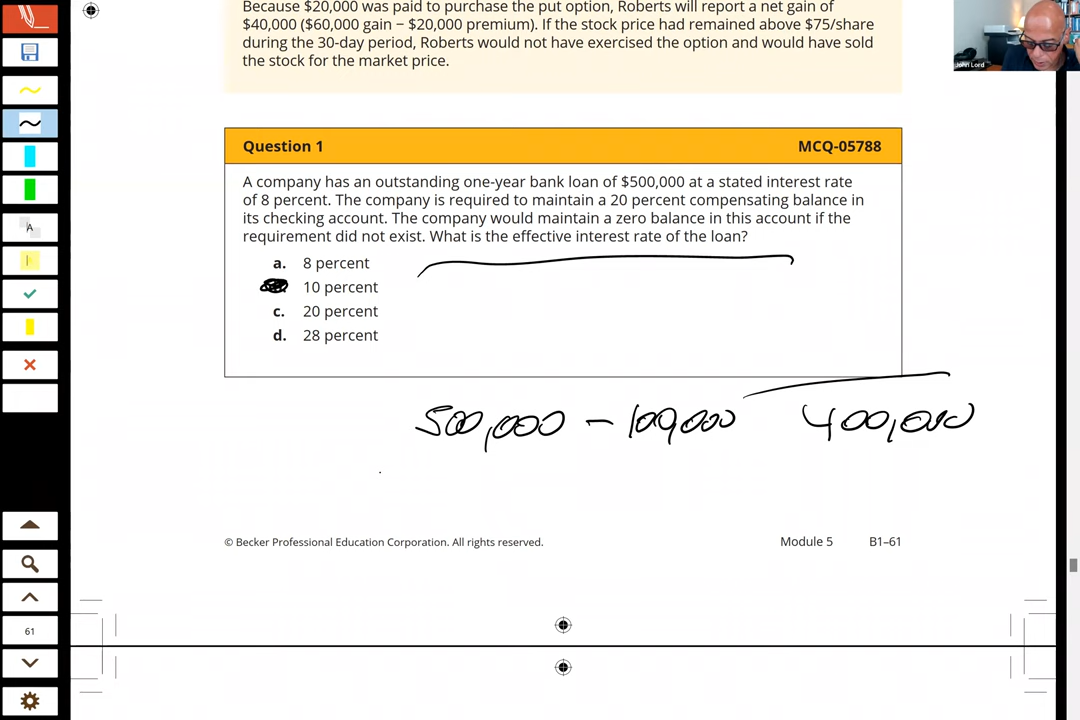 Because $20,000 was paid to purchase the put option, Roberts will report a net gain of
$40,000 ($60,000 gain − $20,000 premium). If the stock price had remained above $75/share
during the 30-day period, Roberts would not have exercised the option and would have sold
the stock for the market price.
John Lord
Question 1 MCQ-05788
A company has an outstanding one-year bank loan of $500,000 at a stated interest rate
of 8 percent. The company is required to maintain a 20 percent compensating balance in
its checking account. The company would maintain a zero balance in this account if the
requirement did not exist. What is the effective interest rate of the loan?
a. 8 percent
10 percent
c. 20 percent
d. 28 percent
500,000 − 100,000 400,000
© Becker Professional Education Corporation. All rights reserved. Module 5 B1–61
A
61